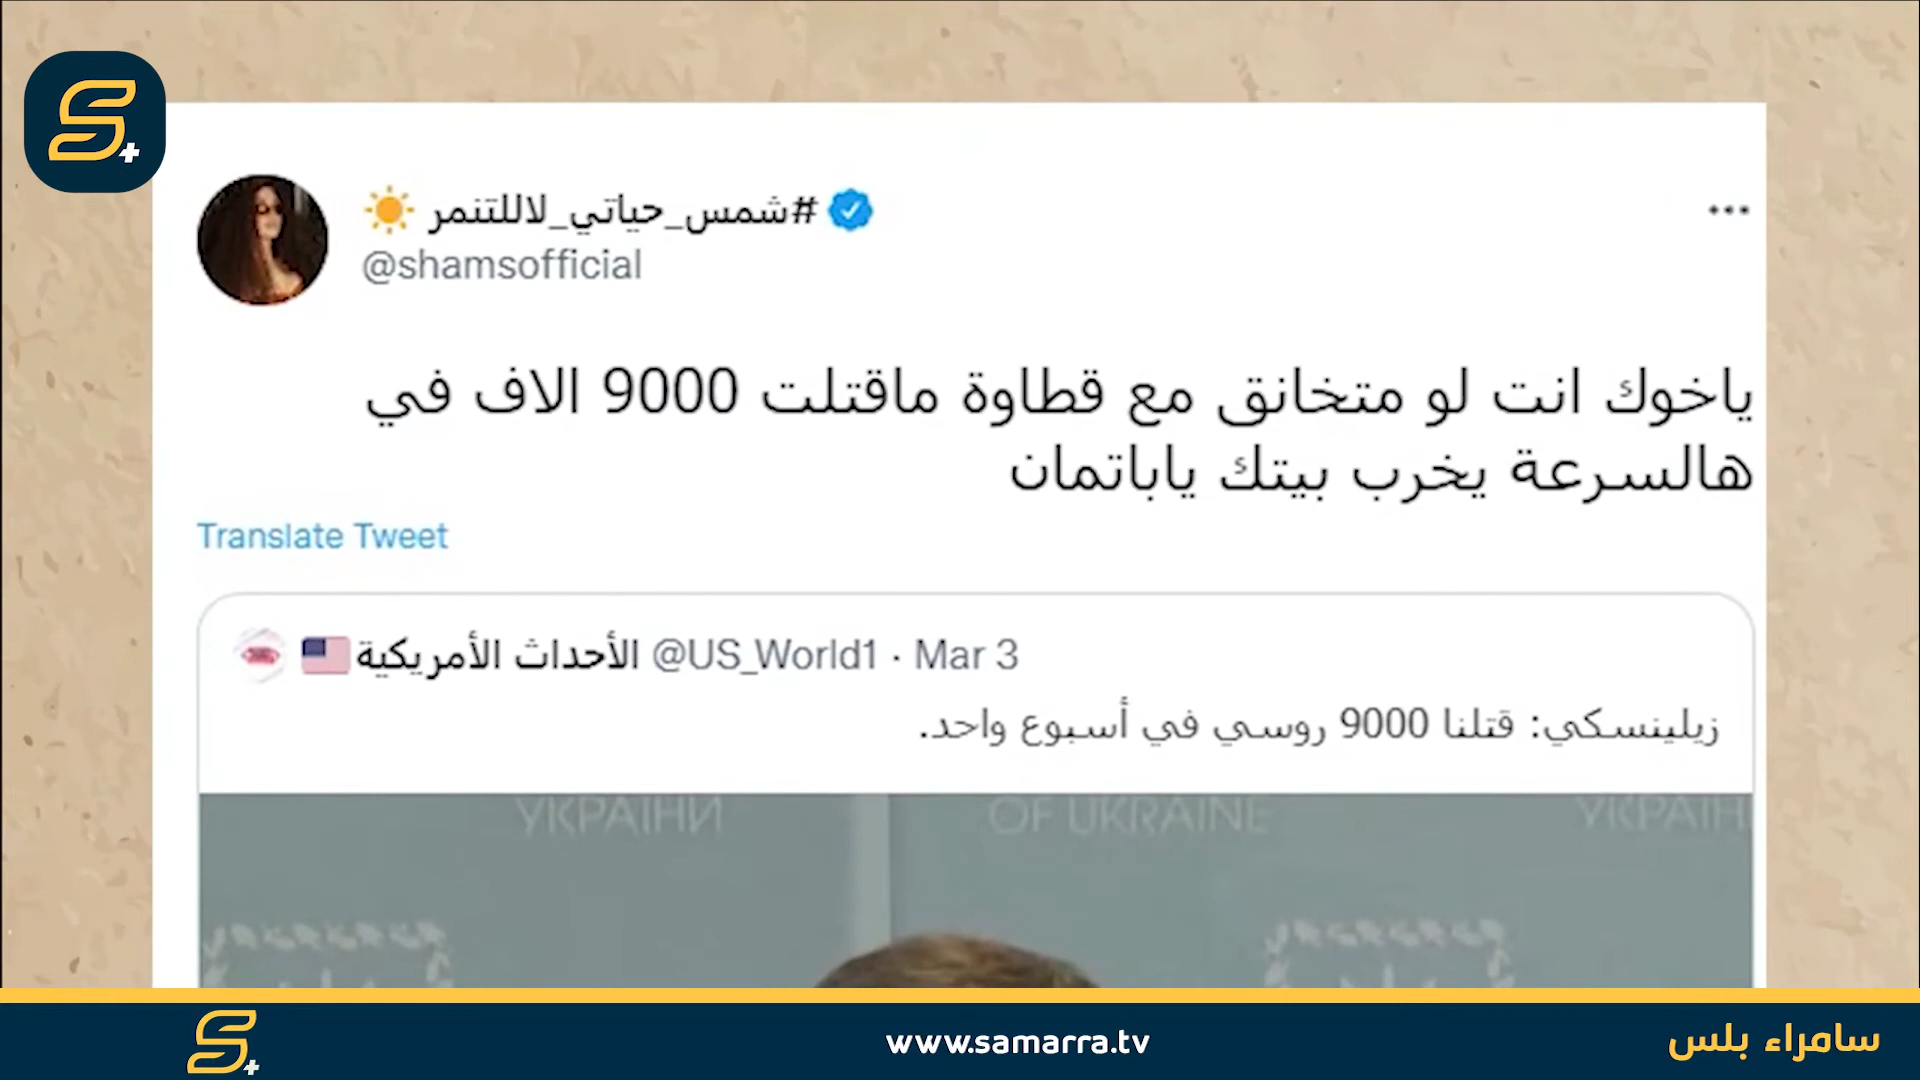 #شمس_حياتي_لاللتنمر
@shamsofficial
ياخوك انت لو متخانق مع قطاوة ماقتلت 9000 الاف في
هالسرعة يخرب بيتك ياباتمان
Translate Tweet
الأحداث الأمريكية @US_World1 · Mar 3
زيلينسكي: قتلنا 9000 روسي في أسبوع واحد.
УКРАЇНИ
OF UKRAINE
www.samarra.tv
سامراء بلس